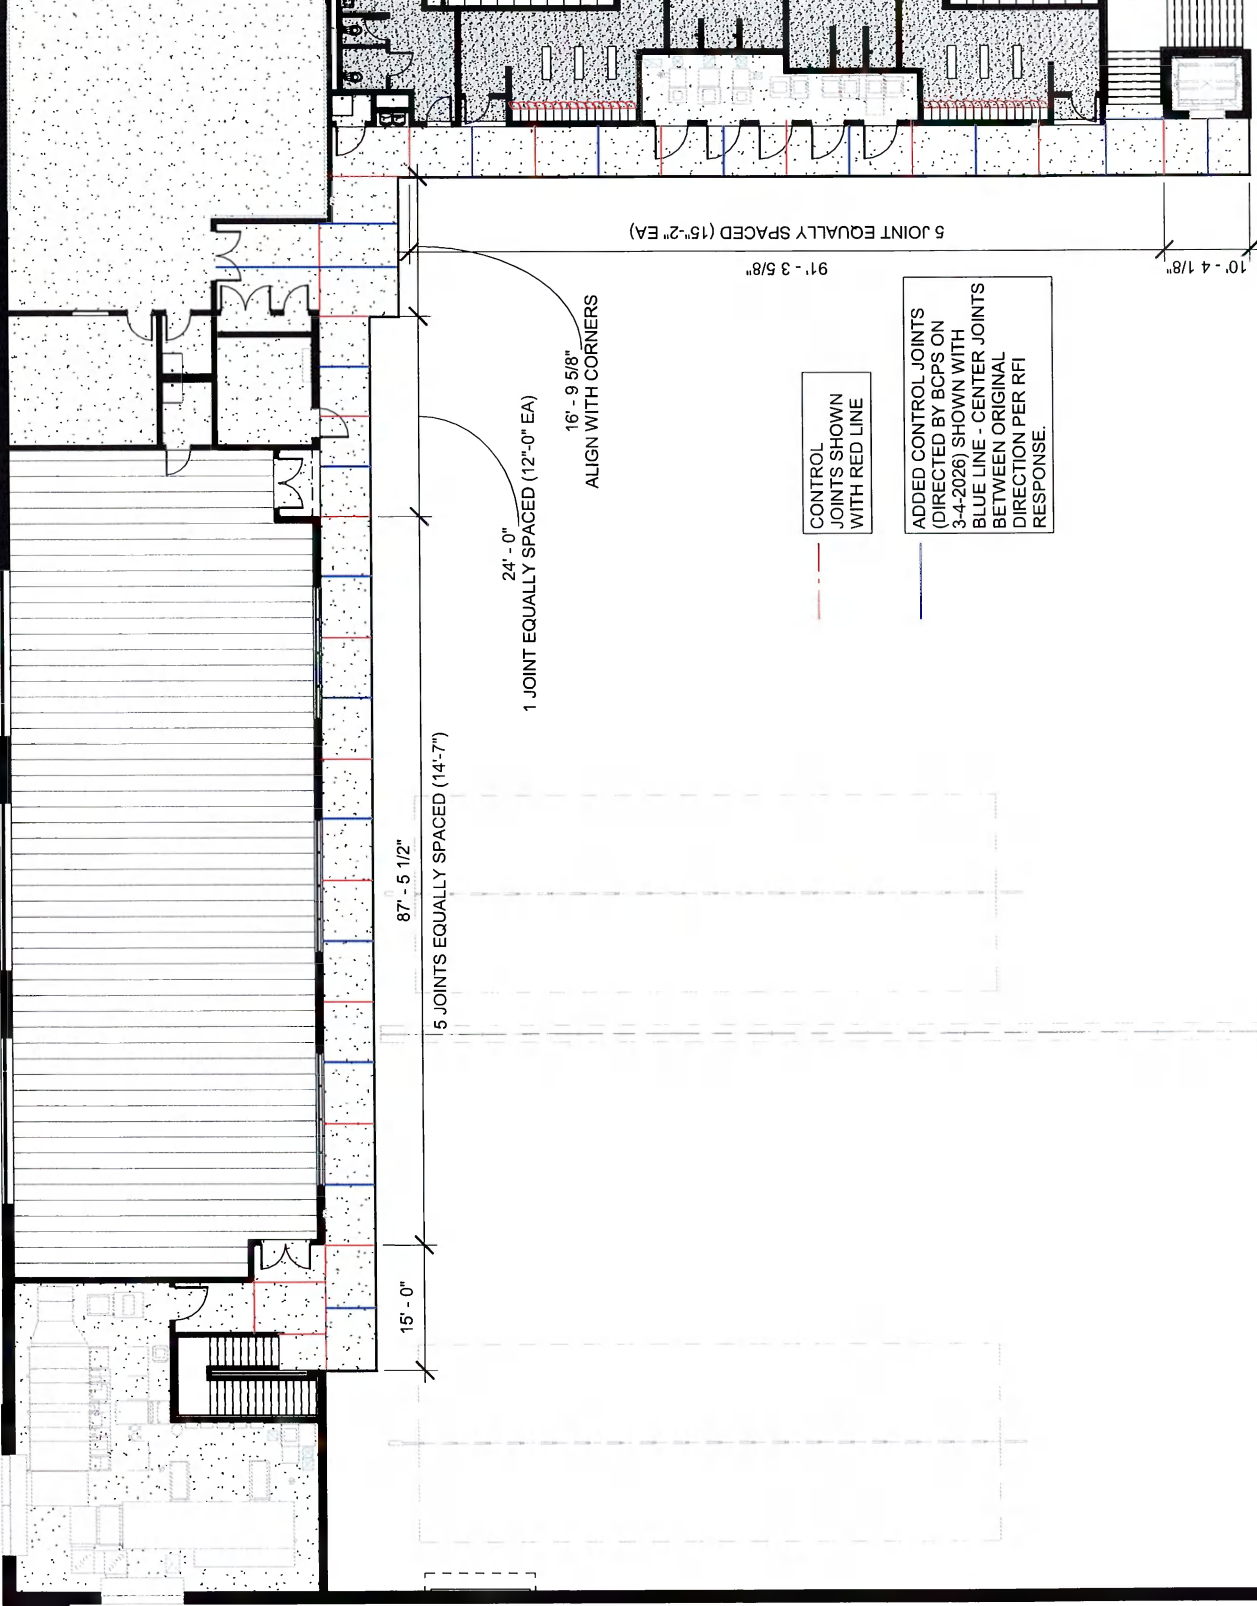 5 JOINT EQUALLY SPACED (15"-2" EA)
91' - 3 5/8"
10' - 4 1/8"
16' - 9 5/8"
ALIGN WITH CORNERS
24' - 0"
1 JOINT EQUALLY SPACED (12"-0" EA)
CONTROL
JOINTS SHOWN
WITH RED LINE
ADDED CONTROL JOINTS
(DIRECTED BY BCPS ON
3-4-2026) SHOWN WITH
BLUE LINE - CENTER JOINTS
BETWEEN ORIGINAL
DIRECTION PER RFI
RESPONSE.
87' - 5 1/2"
5 JOINTS EQUALLY SPACED (14'-7")
15' - 0"